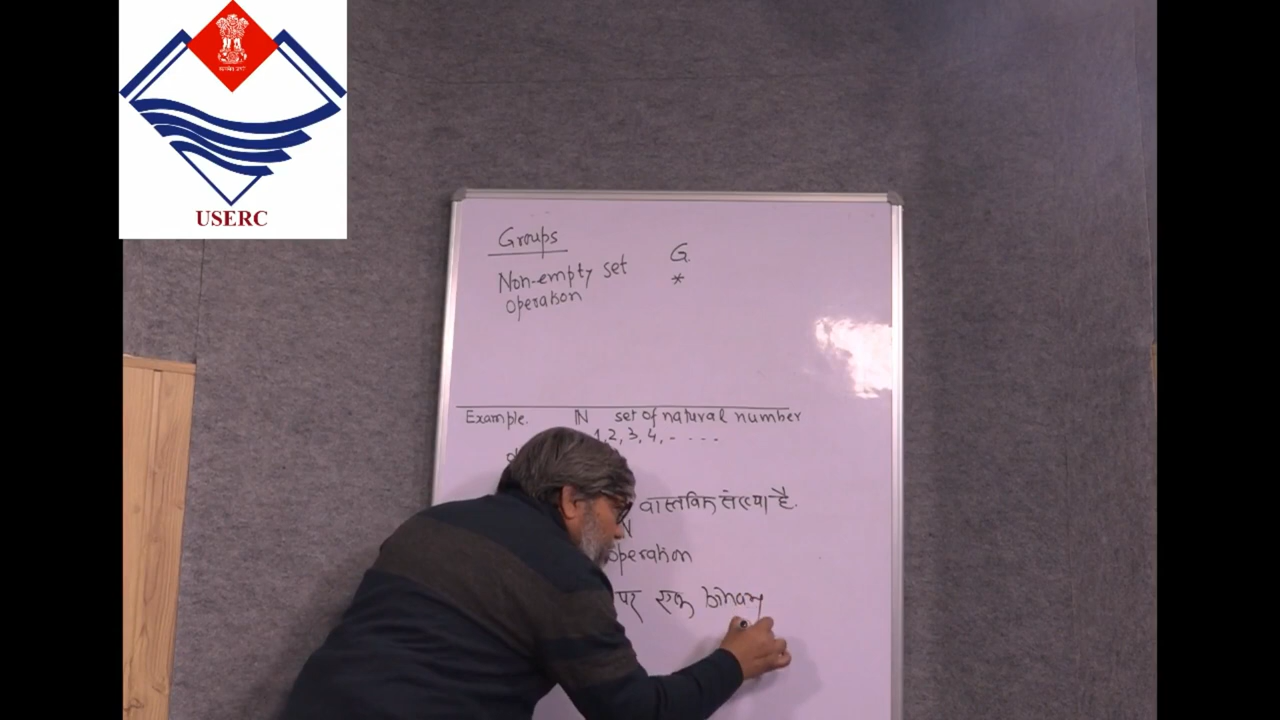 USERC
Groups
Non-empty set G
operation *
Example. IN set of natural number
1,2, 3, 4, - - - -
वास्तविक संख्या है.
N
operation
पर एक binary